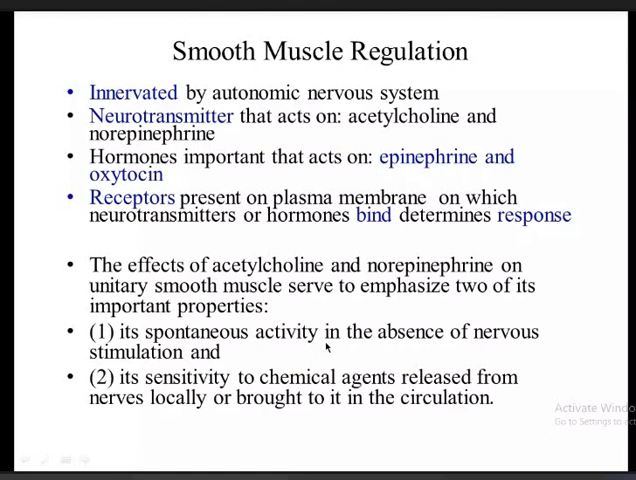 Smooth Muscle Regulation
• Innervated by autonomic nervous system
• Neurotransmitter that acts on: acetylcholine and
norepinephrine
• Hormones important that acts on: epinephrine and
oxytocin
• Receptors present on plasma membrane on which
neurotransmitters or hormones bind determines response
• The effects of acetylcholine and norepinephrine on
unitary smooth muscle serve to emphasize two of its
important properties:
• (1) its spontaneous activity in the absence of nervous
stimulation and
• (2) its sensitivity to chemical agents released from
nerves locally or brought to it in the circulation.
Activate Windo
Go to Settings to act